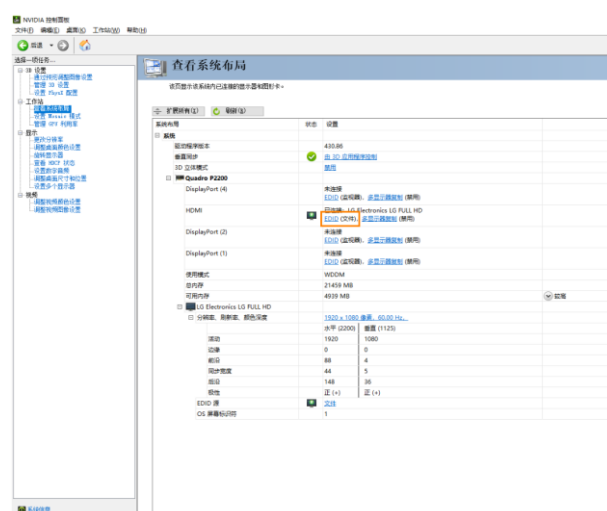 NVIDIA 控制面板
文件(F) 编辑(E) 桌面(K) 工作站(W) 帮助(H)
后退
选择一项任务...
3D 设置
通过预览调整图像设置
管理 3D 设置
设置 PhysX 配置
工作站
查看系统布局
设置 Mosaic 模式
管理 GPU 利用率
显示
更改分辨率
调整桌面颜色设置
旋转显示器
查看 HDCP 状态
设置数字音频
调整桌面尺寸和位置
设置多个显示器
视频
调整视频颜色设置
调整视频图像设置
系统信息
查看系统布局
该页显示该系统内已连接的显示器和图形卡。
扩展所有(X) 刷新(R)
系统布局 状态 设置
系统
驱动程序版本 430.86
垂直同步 由 3D 应用程序控制
3D 立体模式 禁用
Quadro P2200
DisplayPort (4) 未连接
EDID (监视器)、多显示器复制 (禁用)
HDMI 已连接: LG Electronics LG FULL HD
EDID (文件)、多显示器复制 (禁用)
DisplayPort (2) 未连接
EDID (监视器)、多显示器复制 (禁用)
DisplayPort (1) 未连接
EDID (监视器)、多显示器复制 (禁用)
使用模式 WDDM
总内存 21459 MB
可用内存 4939 MB 忽略
LG Electronics LG FULL HD
分辨率、刷新率、颜色深度 1920 x 1080 像素、60.00 Hz、
水平 (2200) 垂直 (1125)
活动 1920 1080
边缘 0 0
前沿 88 4
同步宽度 44 5
后沿 148 36
极性 正 (+) 正 (+)
EDID 源 文件
OS 屏幕标识符 1